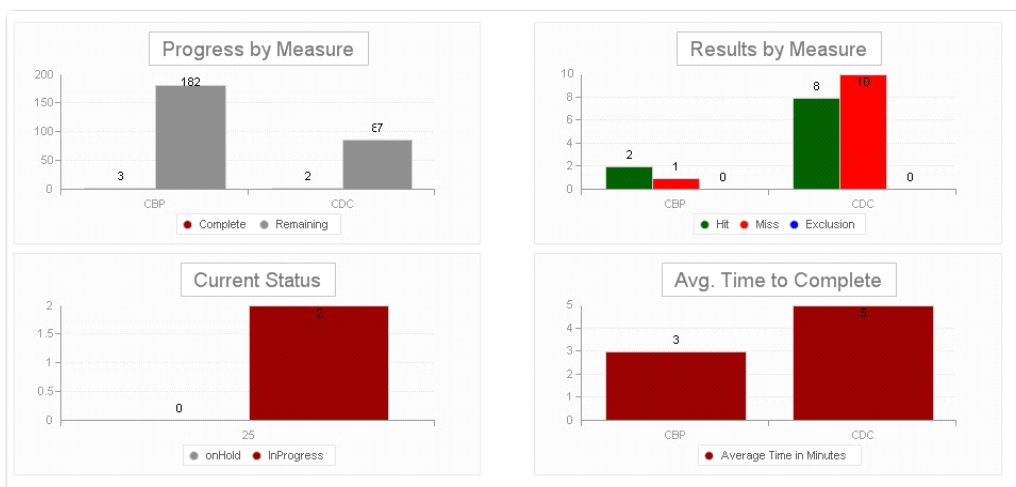 Progress by Measure
200
150
100
50
0
3
182
2
87
CBP
CDC
Complete Remaining
Results by Measure
10
8
6
4
2
0
2
1
0
8
10
0
CBP
CDC
Hit Miss Exclusion
Current Status
2
1.5
1
0.5
0
0
2
25
onHold InProgress
Avg. Time to Complete
5
4
3
2
1
0
3
5
CBP
CDC
Average Time in Minutes